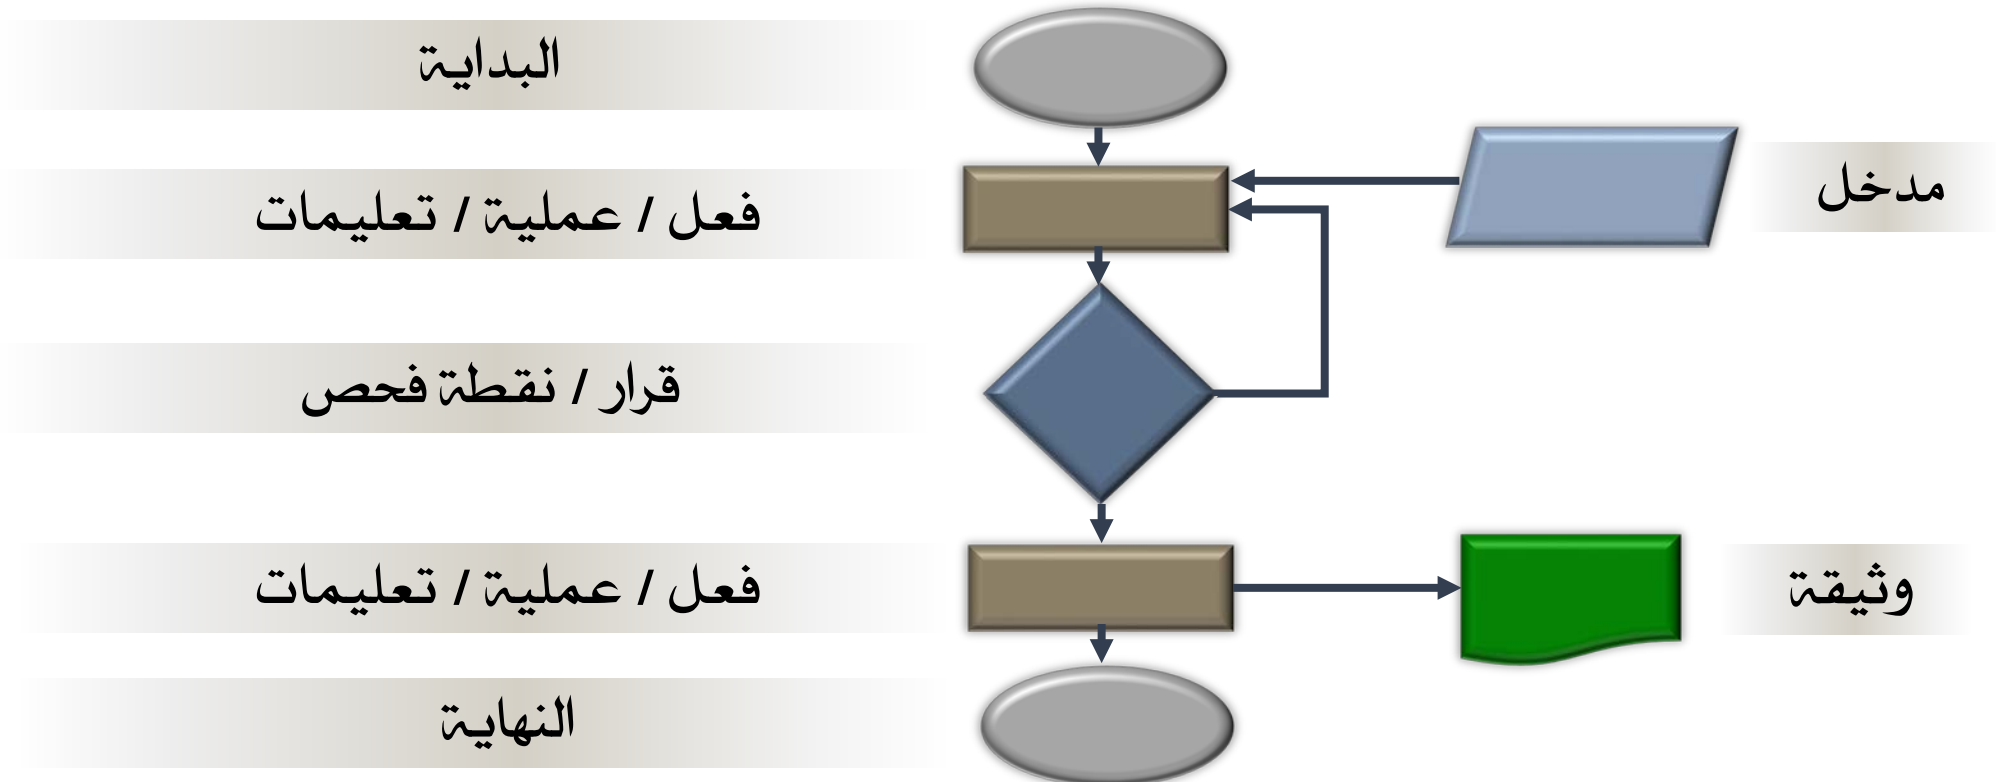 البداية
مدخل
فعل / عملية / تعليمات
قرار / نقطة فحص
وثيقة
فعل / عملية / تعليمات
النهاية